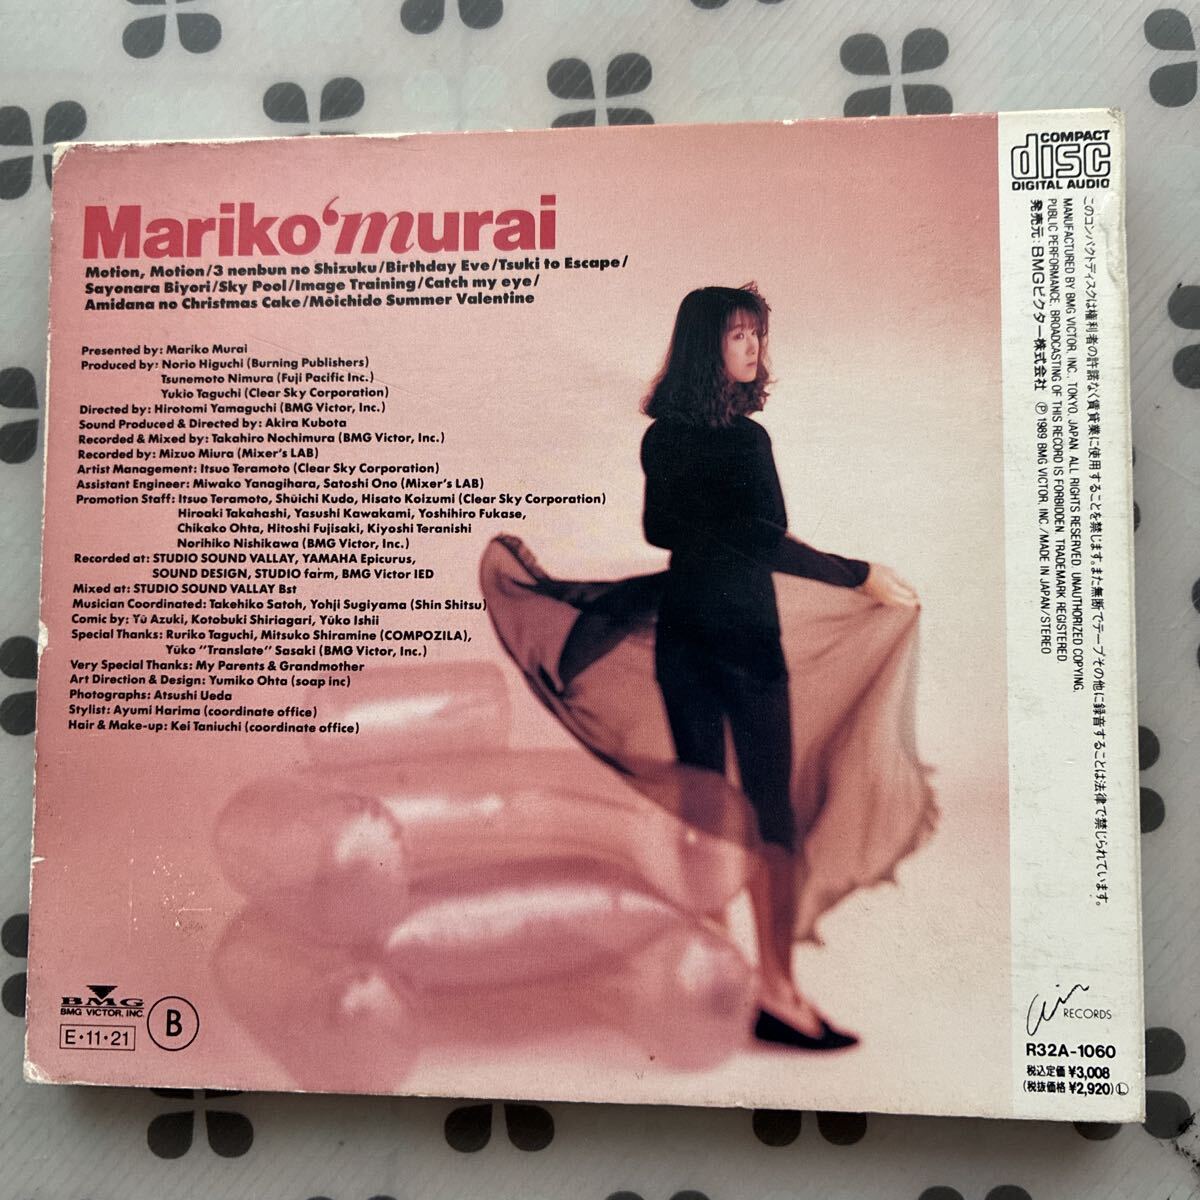 Mariko'murai
Motion, Motion/3 nenbun no Shizuku/Birthday Eve/Tsuki to Escape/
Sayonara Biyori/Sky Pool/Image Training/Catch my eye/
Amidana no Christmas Cake/Mōichido Summer Valentine
Presented by: Mariko Murai
Produced by: Norio Higuchi (Burning Publishers)
Tsunemoto Nimura (Fuji Pacific Inc.)
Yukio Taguchi (Clear Sky Corporation)
Directed by: Hirotomi Yamaguchi (BMG Victor, Inc.)
Sound Produced & Directed by: Akira Kubota
Recorded & Mixed by: Takahiro Nochimura (BMG Victor, Inc.)
Recorded by: Mizuo Miura (Mixer's LAB)
Artist Management: Itsuo Teramoto (Clear Sky Corporation)
Assistant Engineer: Miwako Yanagihara, Satoshi Ono (Mixer's LAB)
Promotion Staff: Itsuo Teramoto, Shūichi Kudo, Hisato Koizumi (Clear Sky Corporation)
Hiroaki Takahashi, Yasushi Kawakami, Yoshihiro Fukase,
Chikako Ohta, Hitoshi Fujisaki, Kiyoshi Teranishi
Norihiko Nishikawa (BMG Victor, Inc.)
Recorded at: STUDIO SOUND VALLAY, YAMAHA Epicurus,
SOUND DESIGN, STUDIO farm, BMG Victor IED
Mixed at: STUDIO SOUND VALLAY Bst
Musician Coordinated: Takehiko Satoh, Yohji Sugiyama (Shin Shitsu)
Comic by: Yū Azuki, Kotobuki Shiriagari, Yūko Ishii
Special Thanks: Ruriko Taguchi, Mitsuko Shiramine (COMPOZILA),
Yūko "Translate" Sasaki (BMG Victor, Inc.)
Very Special Thanks: My Parents & Grandmother
Art Direction & Design: Yumiko Ohta (soap inc)
Photographs: Atsushi Ueda
Stylist: Ayumi Harima (coordinate office)
Hair & Make-up: Kei Taniuchi (coordinate office)
BMG
BMG VICTOR, INC.
E・11・21
B
COMPACT
disc
DIGITAL AUDIO
このコンパクトディスクは権利者の許諾なく賃貸業に使用することを禁じます。また無断でテープその他に録音することは法律で禁じられています。
MANUFACTURED BY BMG VICTOR, INC., TOKYO, JAPAN. ALL RIGHTS RESERVED. UNAUTHORIZED COPYING,
PUBLIC PERFORMANCE, BROADCASTING OF THIS RECORD IS FORBIDDEN. TRADEMARK REGISTERED.
発売元:BMGビクター株式会社 Ⓟ 1989 BMG VICTOR, INC./MADE IN JAPAN/STEREO
air
RECORDS
R32A-1060
税込定価 ¥3,008
(税抜価格 ¥2,920) Ⓛ